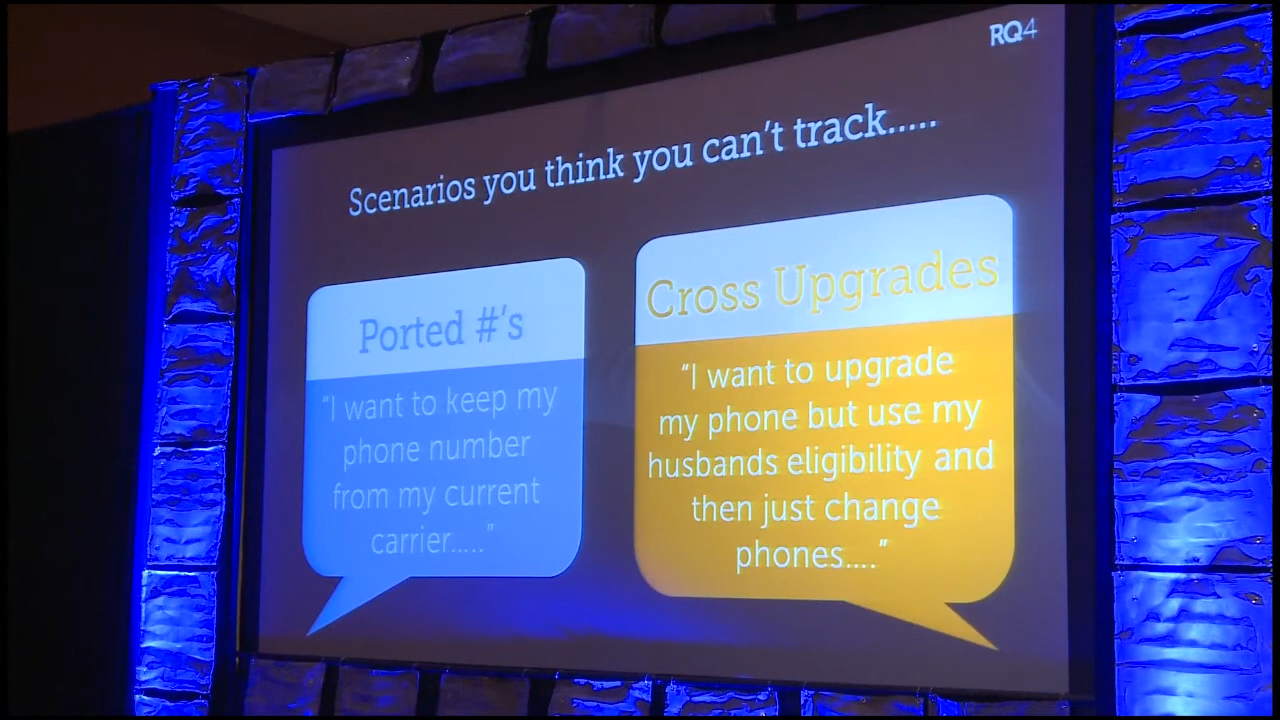 RQ4
Scenarios you think you can't track.....
Ported #'s
"I want to keep my
phone number
from my current
carrier....."
Cross Upgrades
"I want to upgrade
my phone but use my
husbands eligibility and
then just change
phones...."